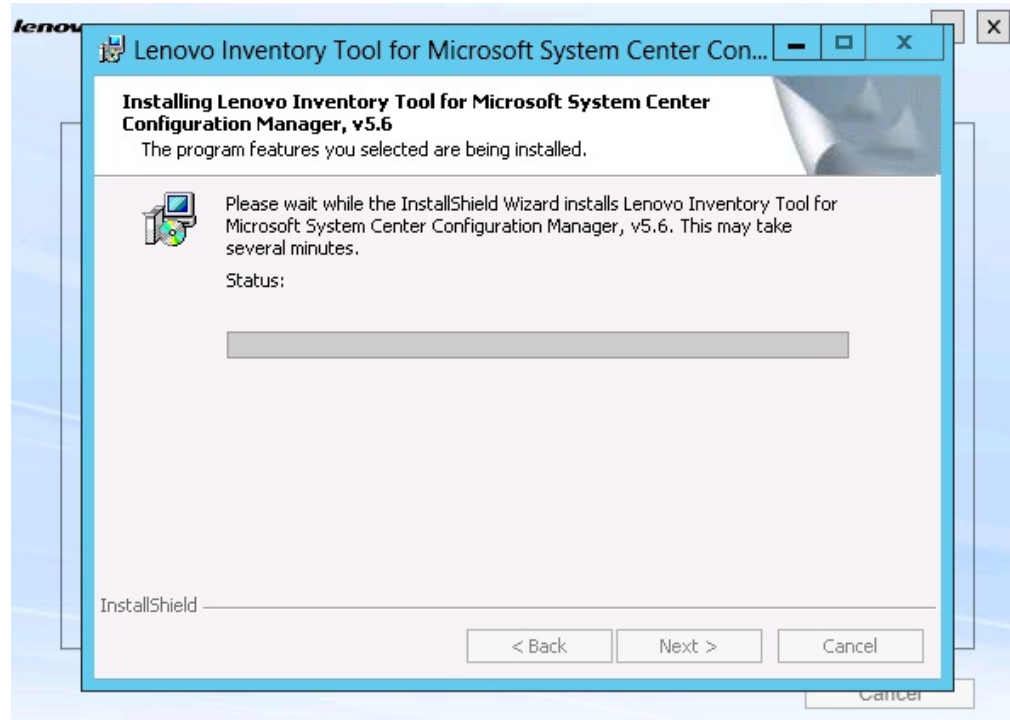 Lenovo Inventory Tool for Microsoft System Center Con...
Installing Lenovo Inventory Tool for Microsoft System Center
Configuration Manager, v5.6
The program features you selected are being installed.
Please wait while the InstallShield Wizard installs Lenovo Inventory Tool for
Microsoft System Center Configuration Manager, v5.6. This may take
several minutes.
Status:
InstallShield
< Back
Next >
Cancel
Cancel